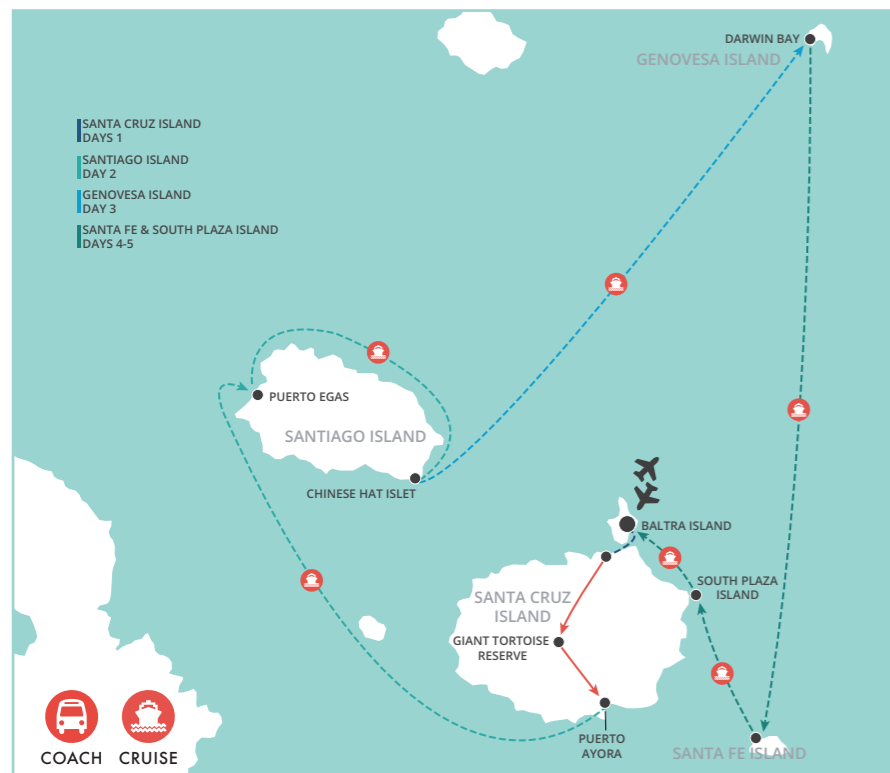 DARWIN BAY
GENOVESA ISLAND
SANTA CRUZ ISLAND
DAYS 1
SANTIAGO ISLAND
DAY 2
GENOVESA ISLAND
DAY 3
SANTA FE & SOUTH PLAZA ISLAND
DAYS 4-5
PUERTO EGAS
SANTIAGO ISLAND
CHINESE HAT ISLET
BALTRA ISLAND
SOUTH PLAZA
ISLAND
SANTA CRUZ
ISLAND
GIANT TORTOISE
RESERVE
PUERTO
AYORA
SANTA FE ISLAND
COACH
CRUISE